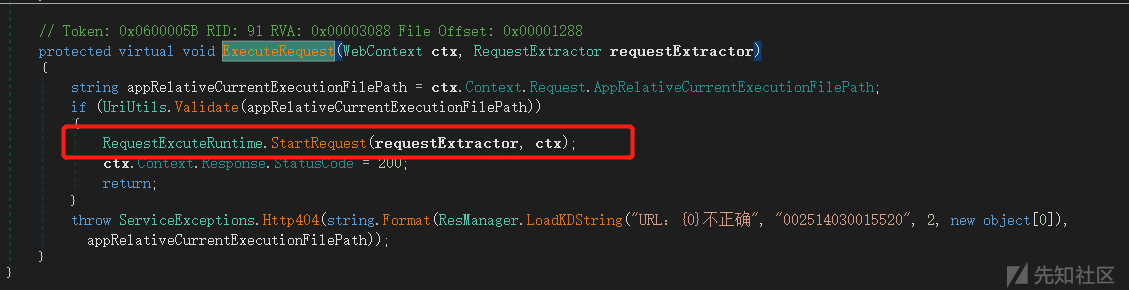 // Token: 0x0600005B RID: 91 RVA: 0x00003088 File Offset: 0x00001288
protected virtual void ExecuteRequest(WebContext ctx, RequestExtractor requestExtractor)
{
string appRelativeCurrentExecutionFilePath = ctx.Context.Request.AppRelativeCurrentExecutionFilePath;
if (UriUtils.Validate(appRelativeCurrentExecutionFilePath))
{
RequestExcuteRuntime.StartRequest(requestExtractor, ctx);
ctx.Context.Response.StatusCode = 200;
return;
}
throw ServiceExceptions.Http404(string.Format(ResManager.LoadKDString("URL: {0}不正确", "002514030015520", 2, new object[0]),
appRelativeCurrentExecutionFilePath));
}
}
先知社区